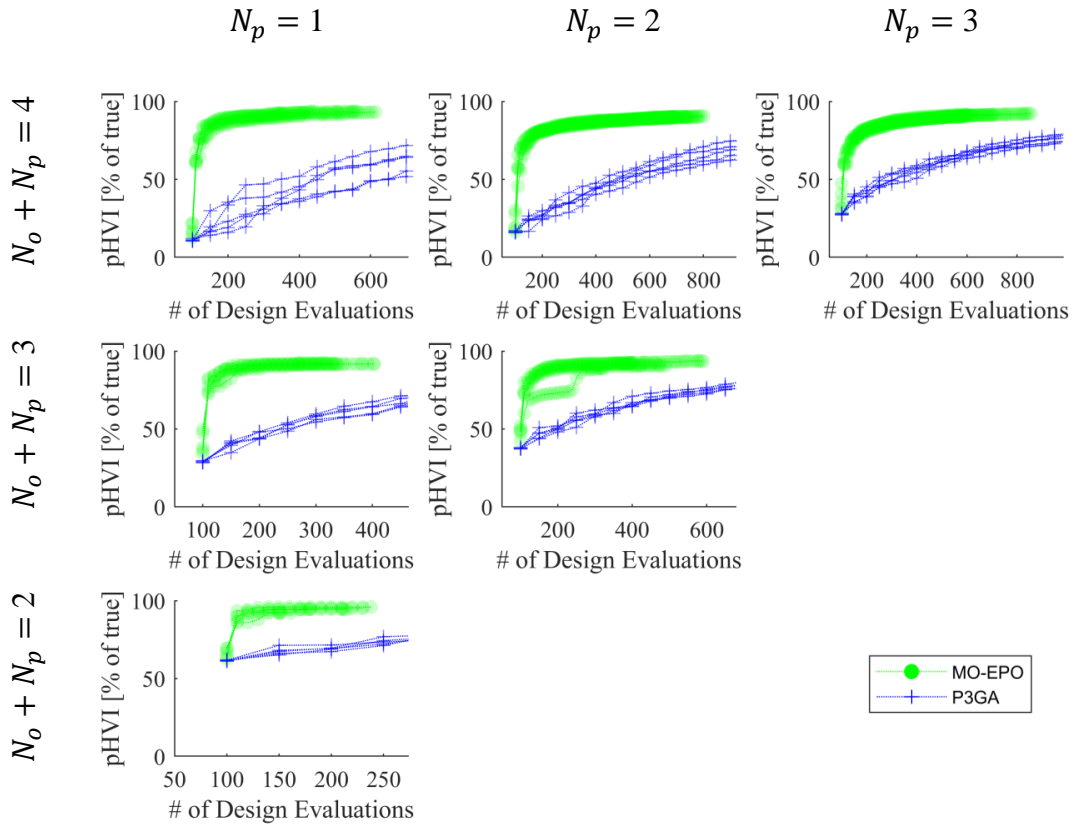 N_p = 1
N_p = 2
N_p = 3
N_o + N_p = 4
pHVI [% of true]
100
50
0
200 400 600
# of Design Evaluations
pHVI [% of true]
100
50
0
200 400 600 800
# of Design Evaluations
pHVI [% of true]
100
50
0
200 400 600 800
# of Design Evaluations
N_o + N_p = 3
pHVI [% of true]
100
50
0
100 200 300 400
# of Design Evaluations
pHVI [% of true]
100
50
0
200 400 600
# of Design Evaluations
N_o + N_p = 2
pHVI [% of true]
100
50
0
50 100 150 200 250
# of Design Evaluations
MO-EPO
P3GA